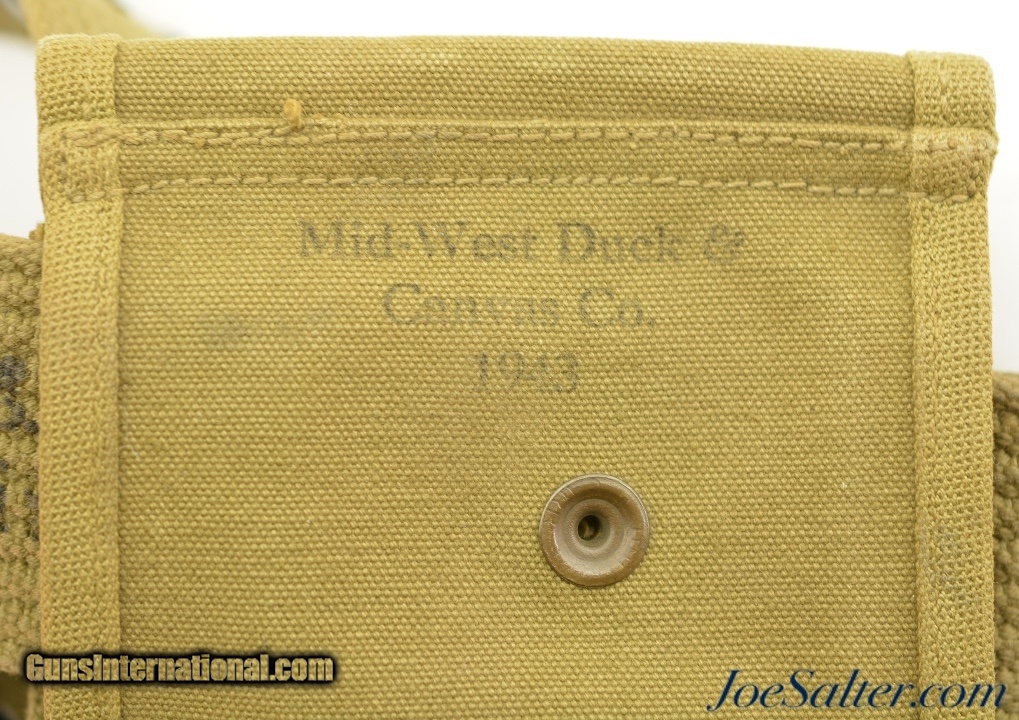 Mid-West Duck &
Canvas Co.
1943
GunsInternational.com
JoeSalter.com